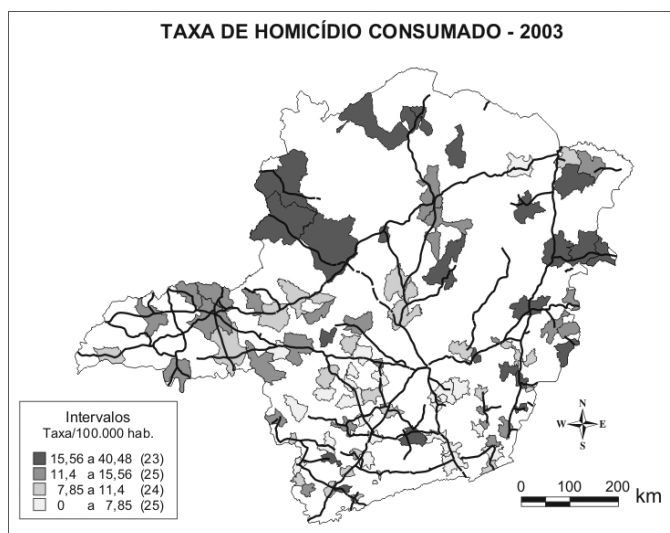 TAXA DE HOMICÍDIO CONSUMADO - 2003
Intervalos
Taxa/100.000 hab.
15,56 a 40,48 (23)
11,4 a 15,56 (25)
7,85 a 11,4 (24)
0 a 7,85 (25)
N
W E
S
0 100 200 km